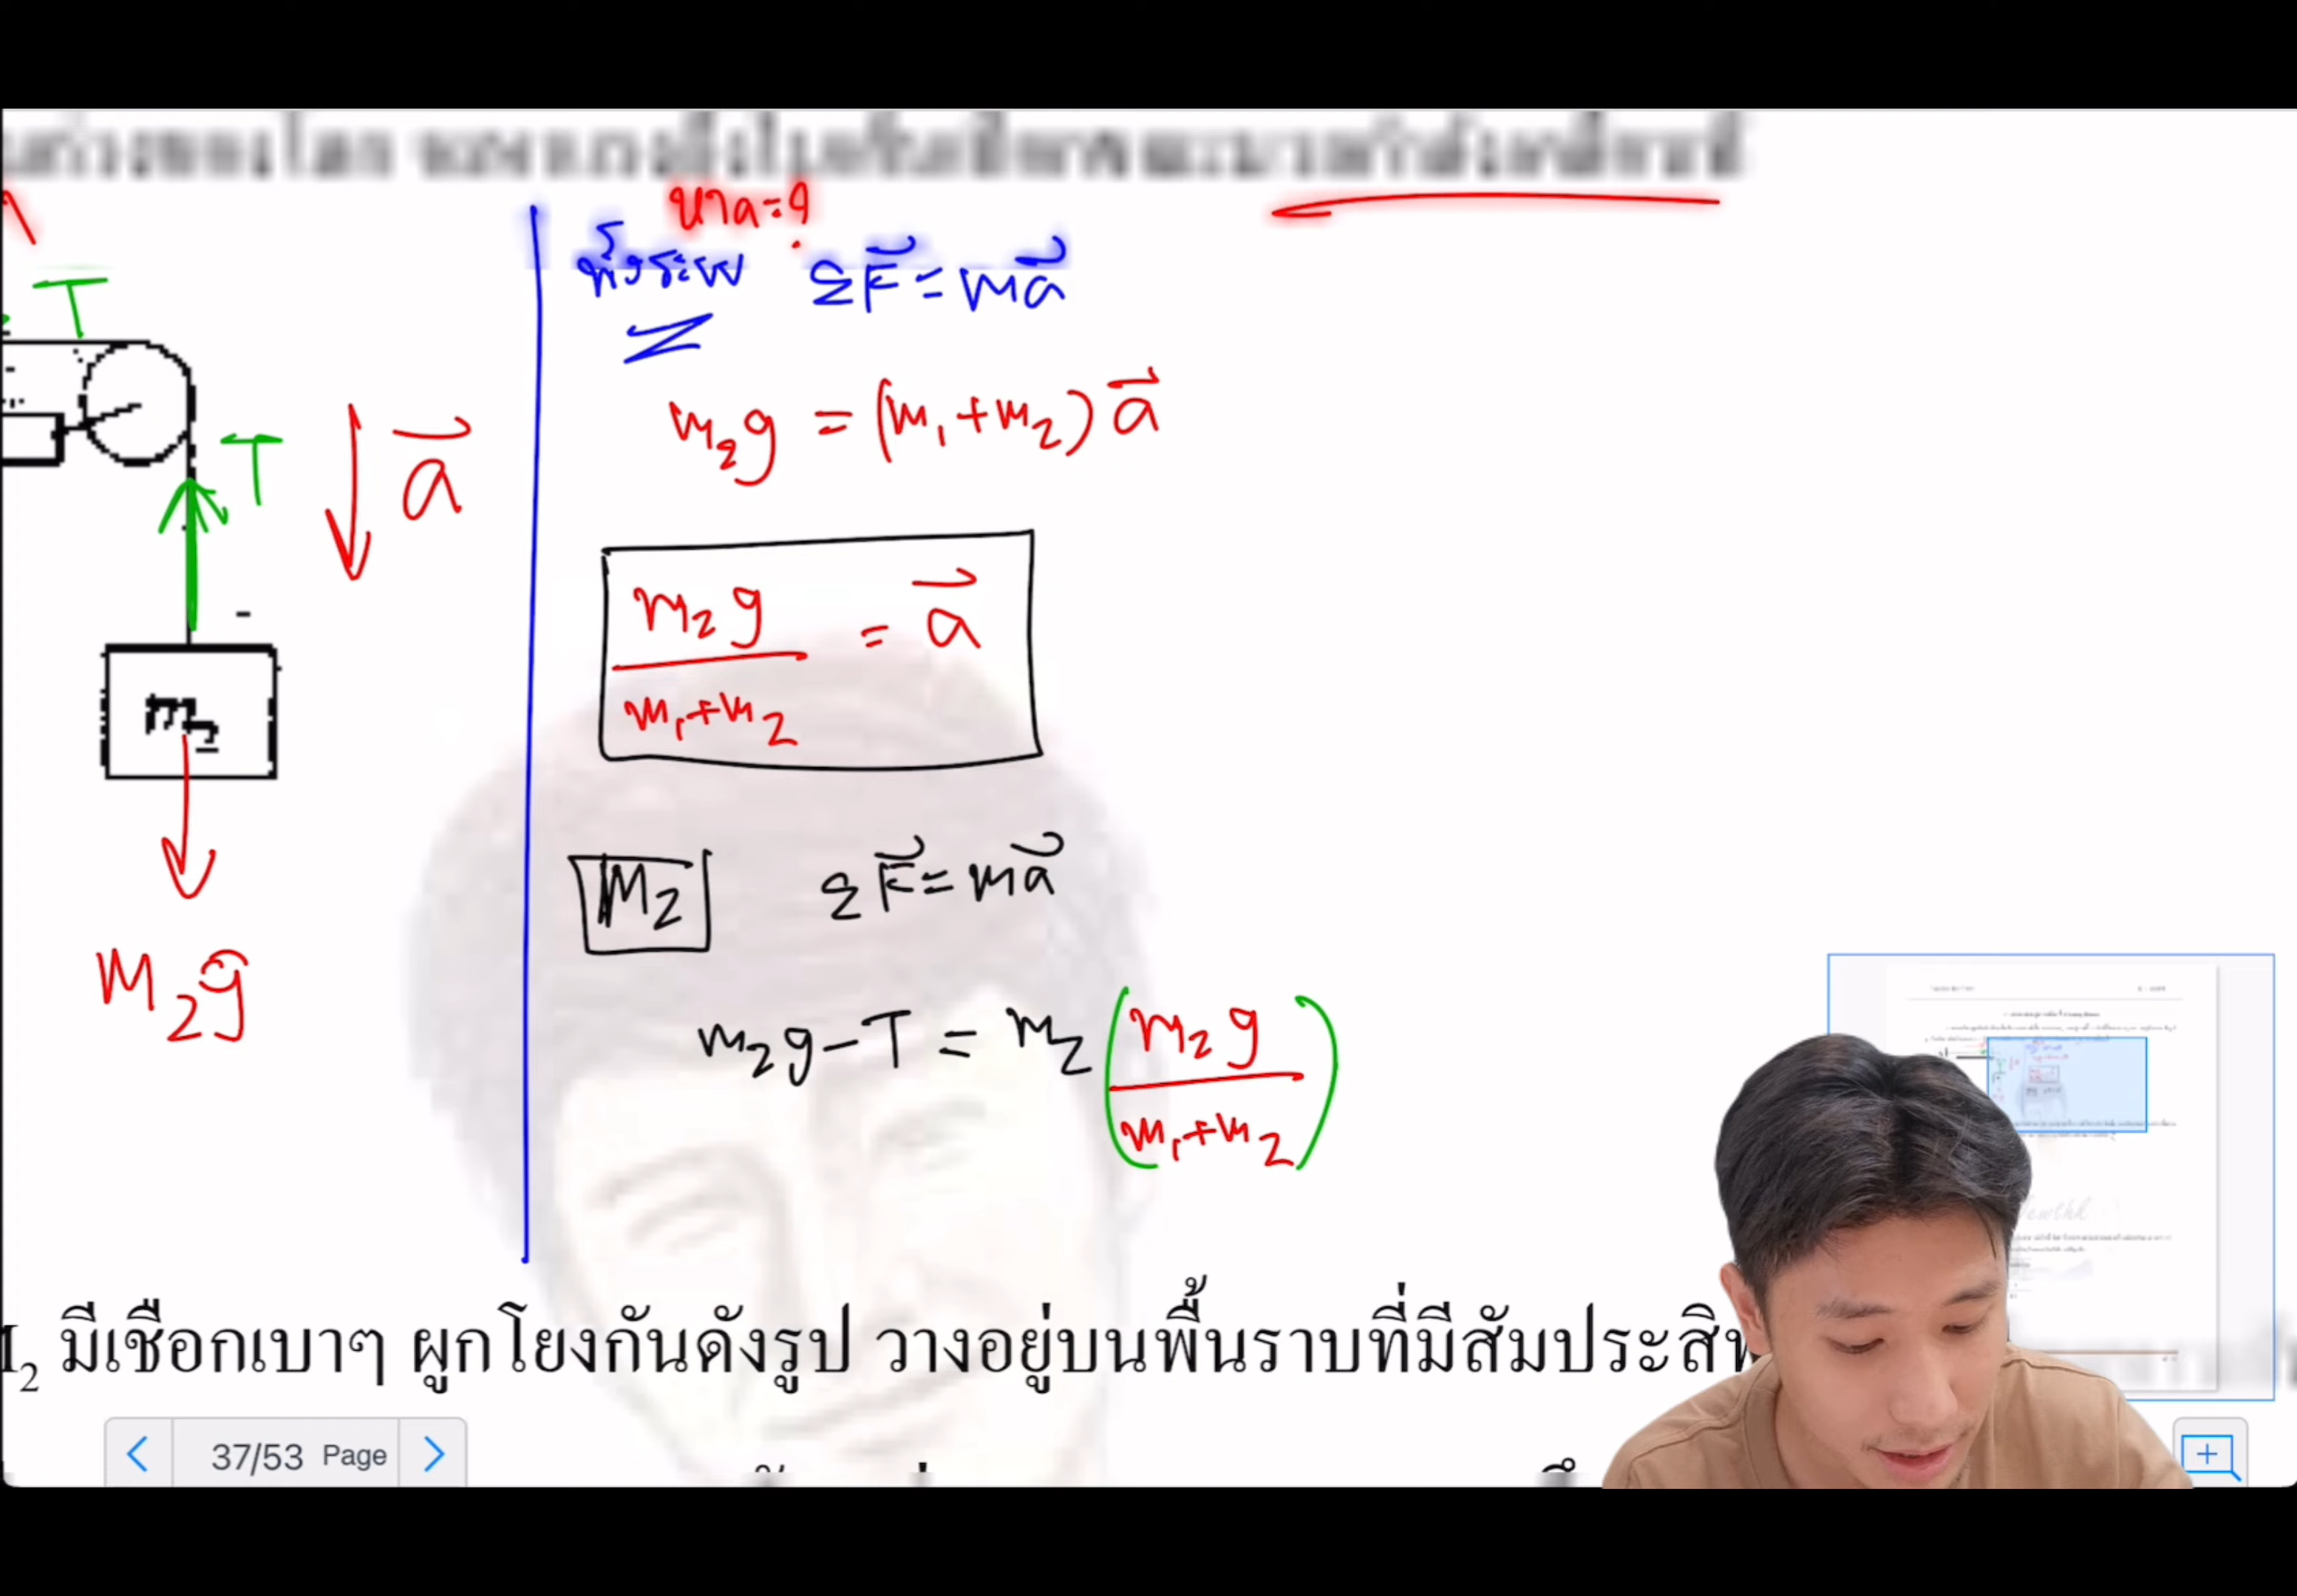 หา a = ?
ทั้งระบบ ΣF⃗ = ma⃗
T
m₂g = (m₁+m₂) a⃗
T
a⃗
m₂g / (m₁+m₂) = a⃗
m₂
M₂ ΣF⃗ = ma⃗
M₂g
m₂g - T = m₂ (m₂g / (m₁+m₂))
₂ มีเชือกเบาๆ ผูกโยงกันดังรูป วางอยู่บนพื้นราบที่มีสัมประสิท
37/53 Page